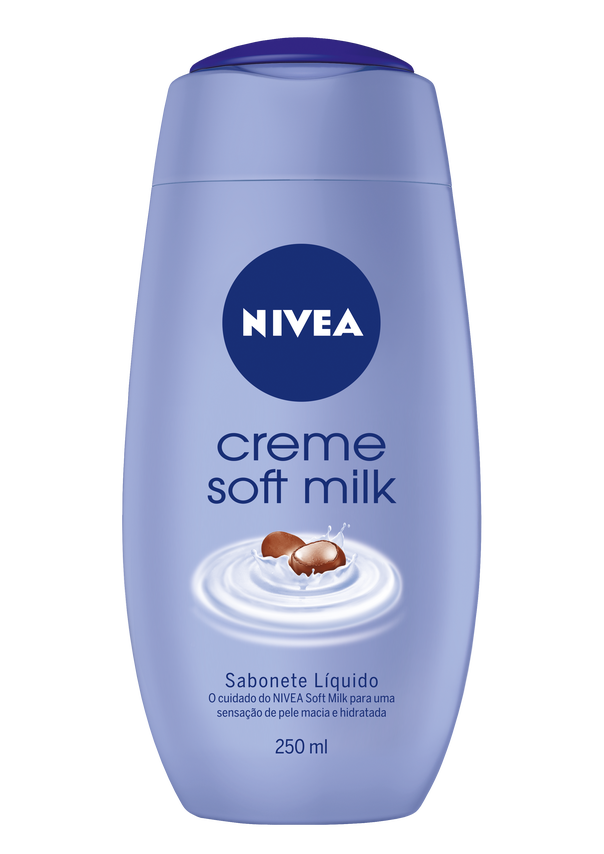 NIVEA
creme
soft milk
Sabonete Líquido
O cuidado do NIVEA Soft Milk para uma
sensação de pele macia e hidratada
250 ml